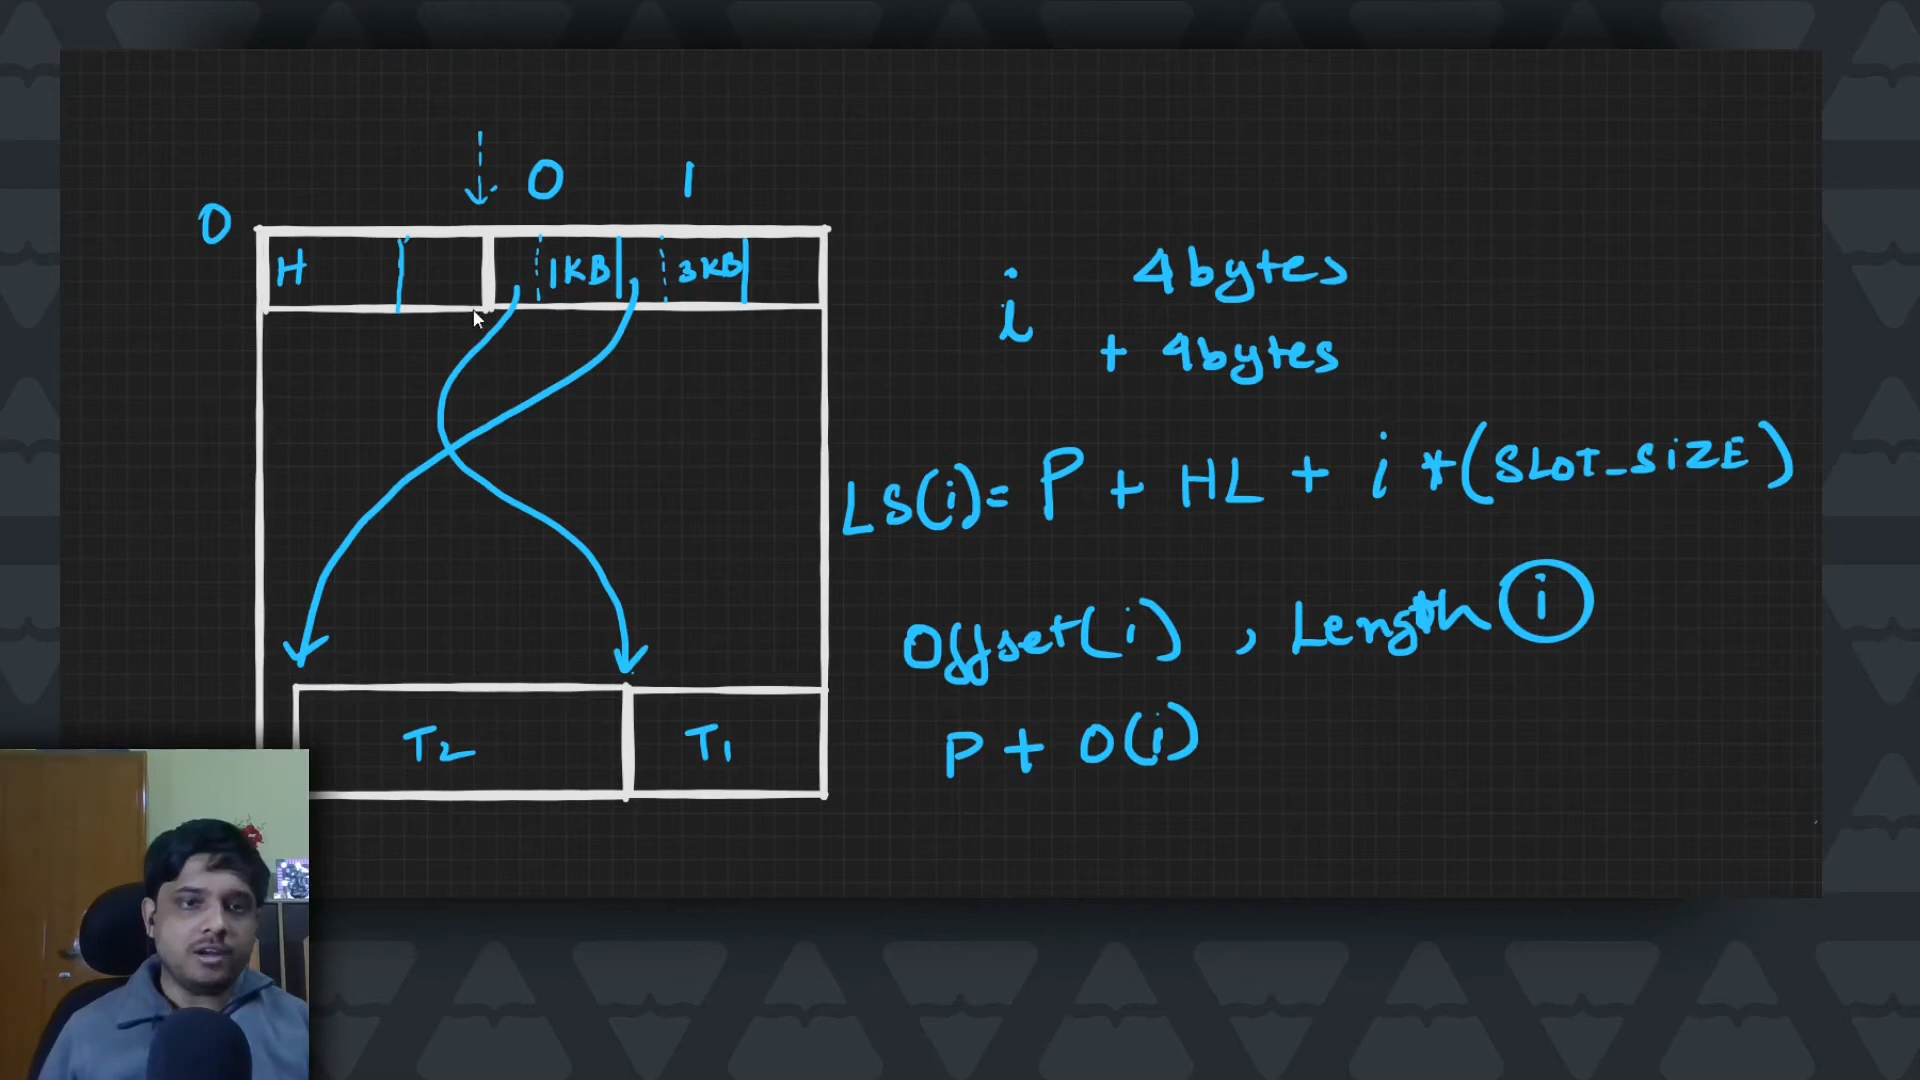 0 1
0
H 1KB 3KB
i 4bytes
+ 4bytes
LS(i)= P + HL + i *(SLOT_SiZE)
Offset(i) , Length i
T2 T1
P + O(i)